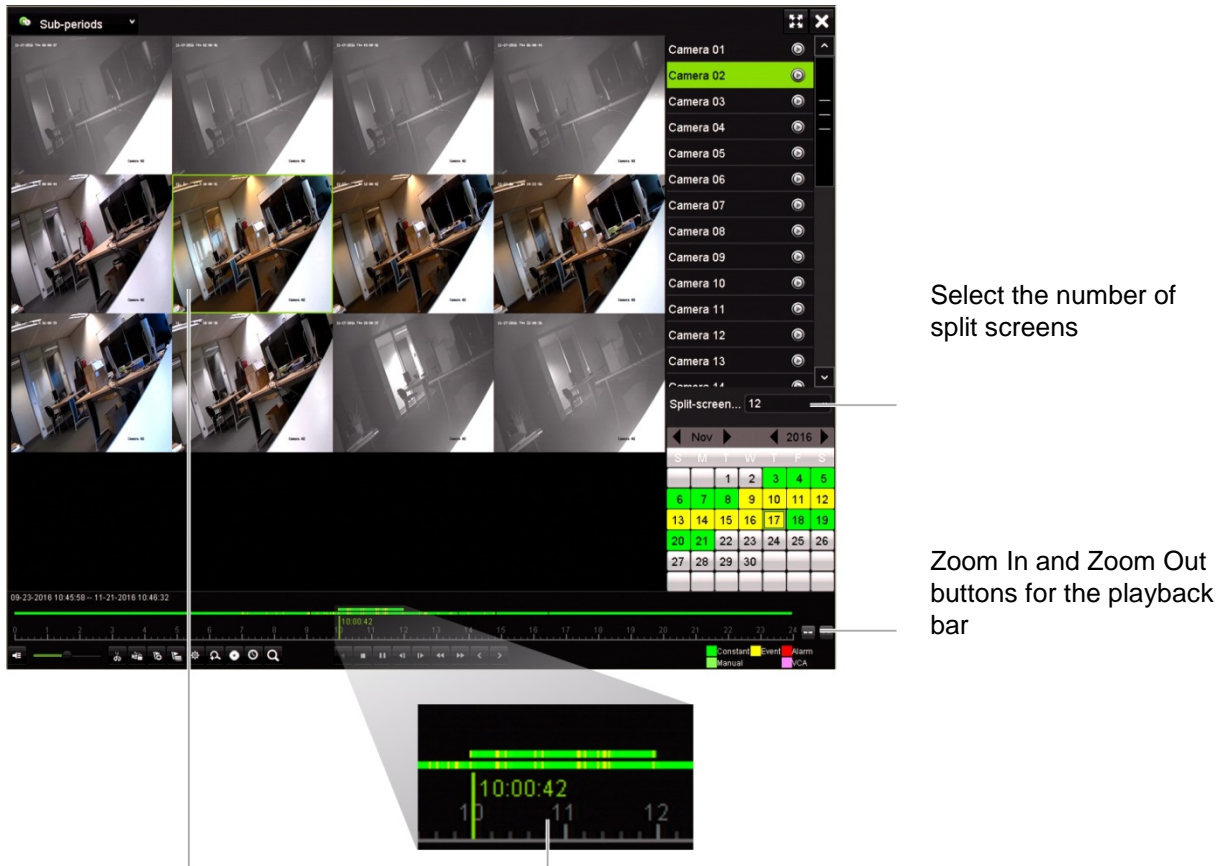 Sub-periods
Camera 01
Camera 02
Camera 03
Camera 04
Camera 05
Camera 06
Camera 07
Camera 08
Camera 09
Camera 10
Camera 11
Camera 12
Camera 13
Camera 14
Split-screen... 12
Nov 2016
S M T W T F S
1 2 3 4 5
6 7 8 9 10 11 12
13 14 15 16 17 18 19
20 21 22 23 24 25 26
27 28 29 30
Select the number of
split screens
Zoom In and Zoom Out
buttons for the playback
bar
09-23-2016 10:45:58 -- 11-21-2016 10:46:32
10:00:42
0 1 2 3 4 5 6 7 8 9 10 11 12 13 14 15 16 17 18 19 20 21 22 23 24
Constant Event Alarm
Manual VCA
10:00:42
10 11 12